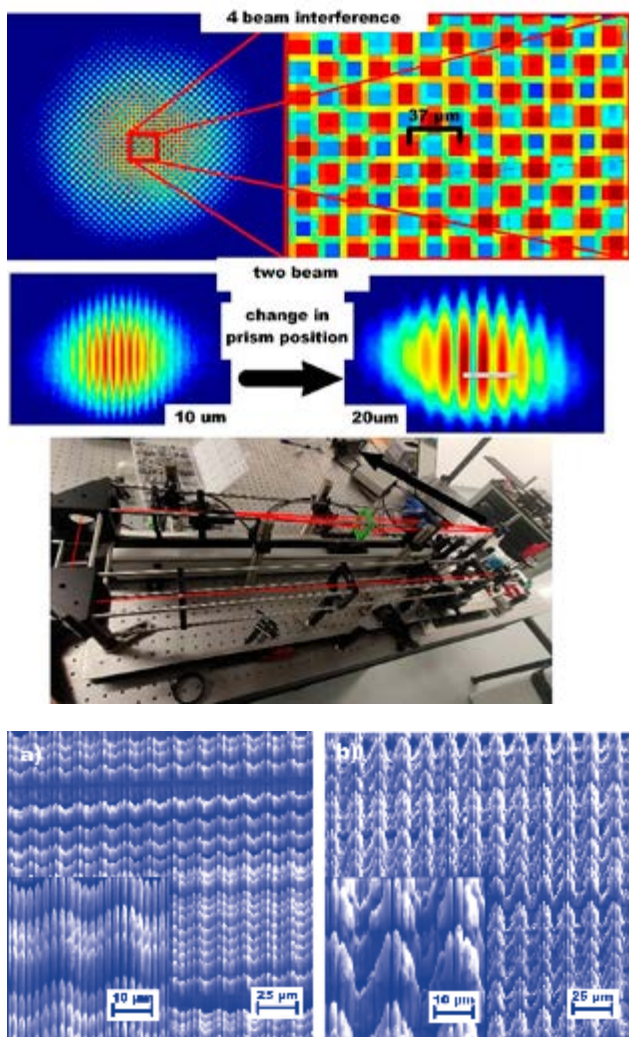 4 beam interference
37 µm
two beam
change in
prism position
10 um
20um
a)
b)
10 µm
25 µm
10 µm
25 µm